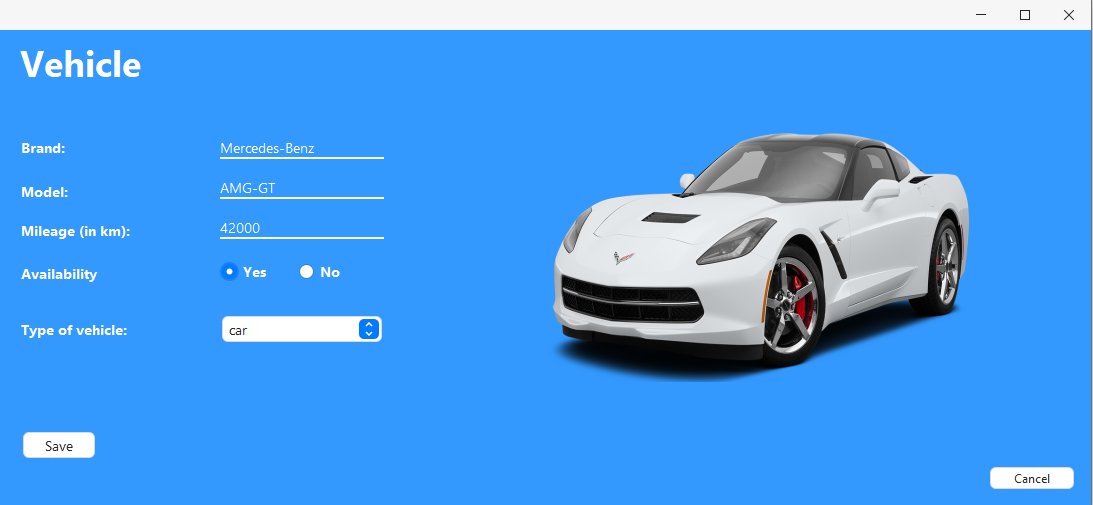 Vehicle
Brand: Mercedes-Benz
Model: AMG-GT
Mileage (in km): 42000
Availability Yes No
Type of vehicle: car
Save
Cancel